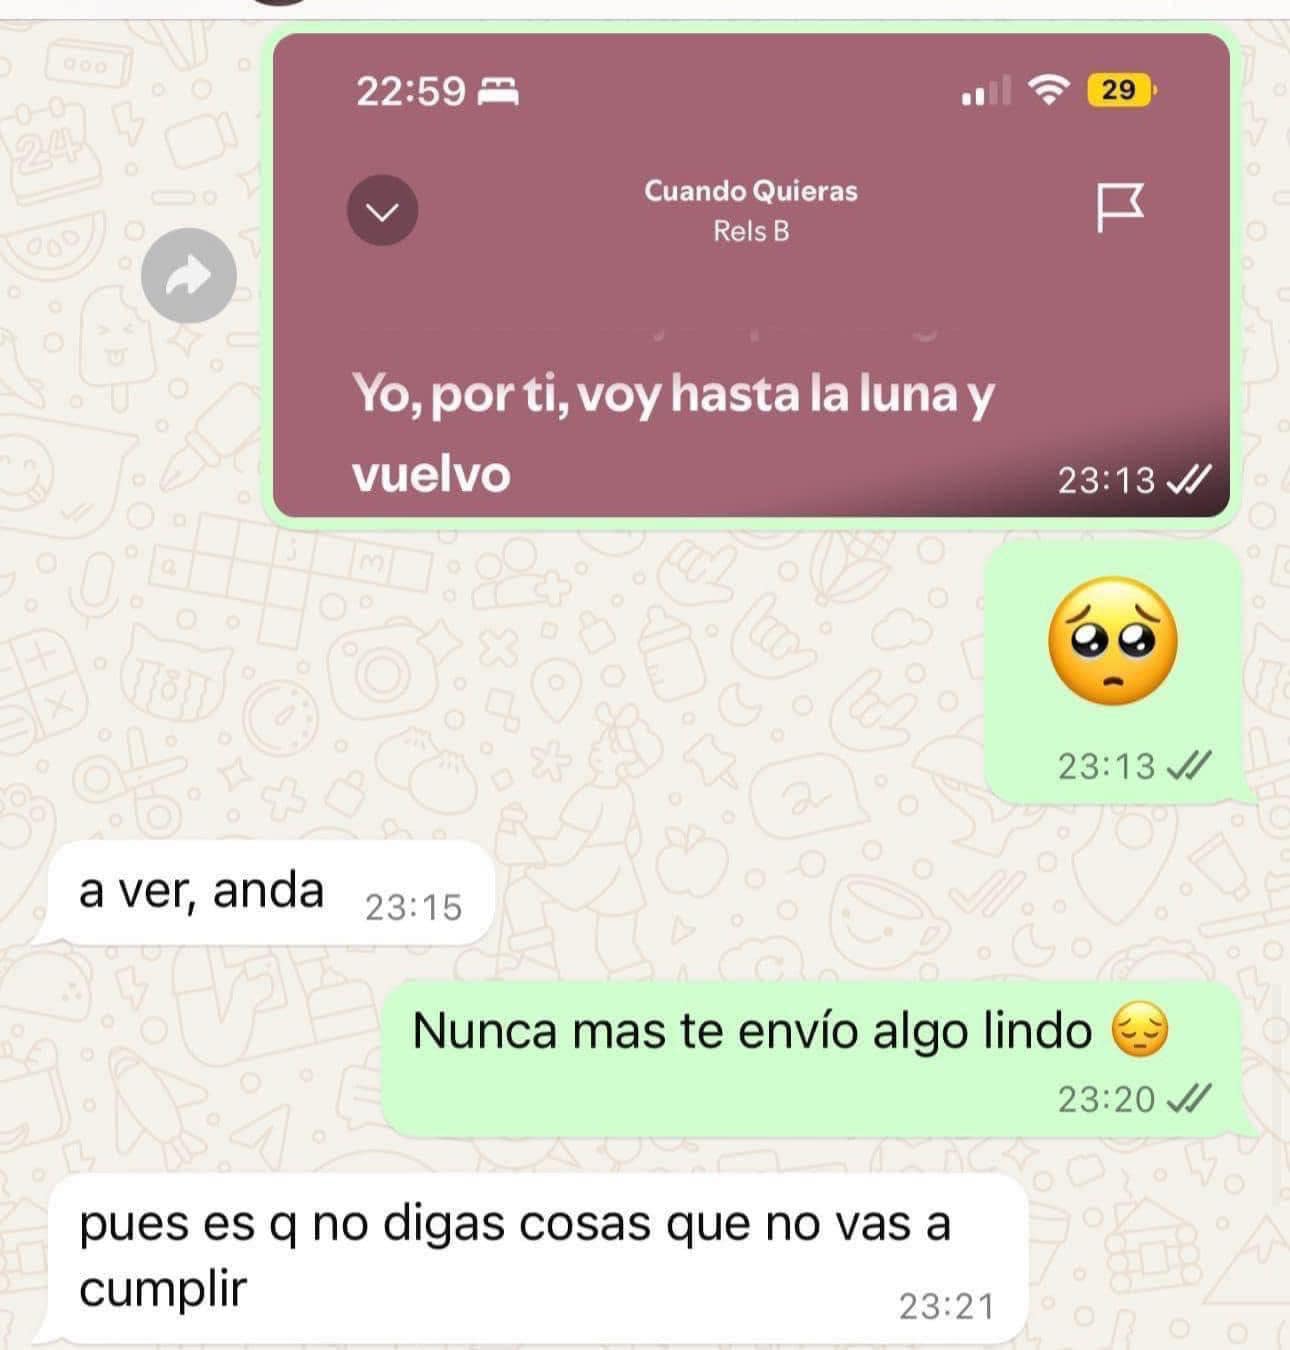 22:59
29
Cuando Quieras
Rels B
Yo, por ti, voy hasta la luna y
vuelvo
23:13
23:13
a ver, anda 23:15
Nunca mas te envío algo lindo 😔
23:20
pues es q no digas cosas que no vas a
cumplir
23:21